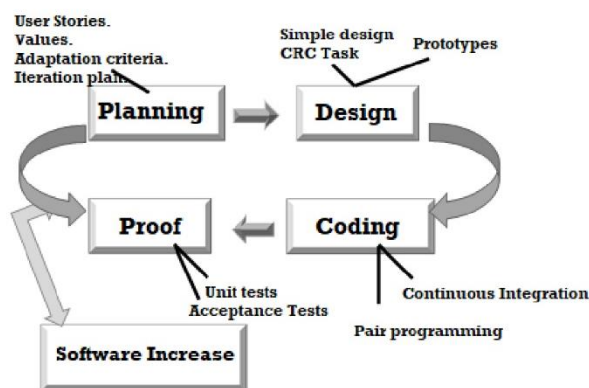 User Stories.
Values.
Adaptation criteria.
Iteration plan.
Simple design
CRC Task
Prototypes
Planning
Design
Proof
Coding
Unit tests
Acceptance Tests
Continuous Integration
Pair programming
Software Increase